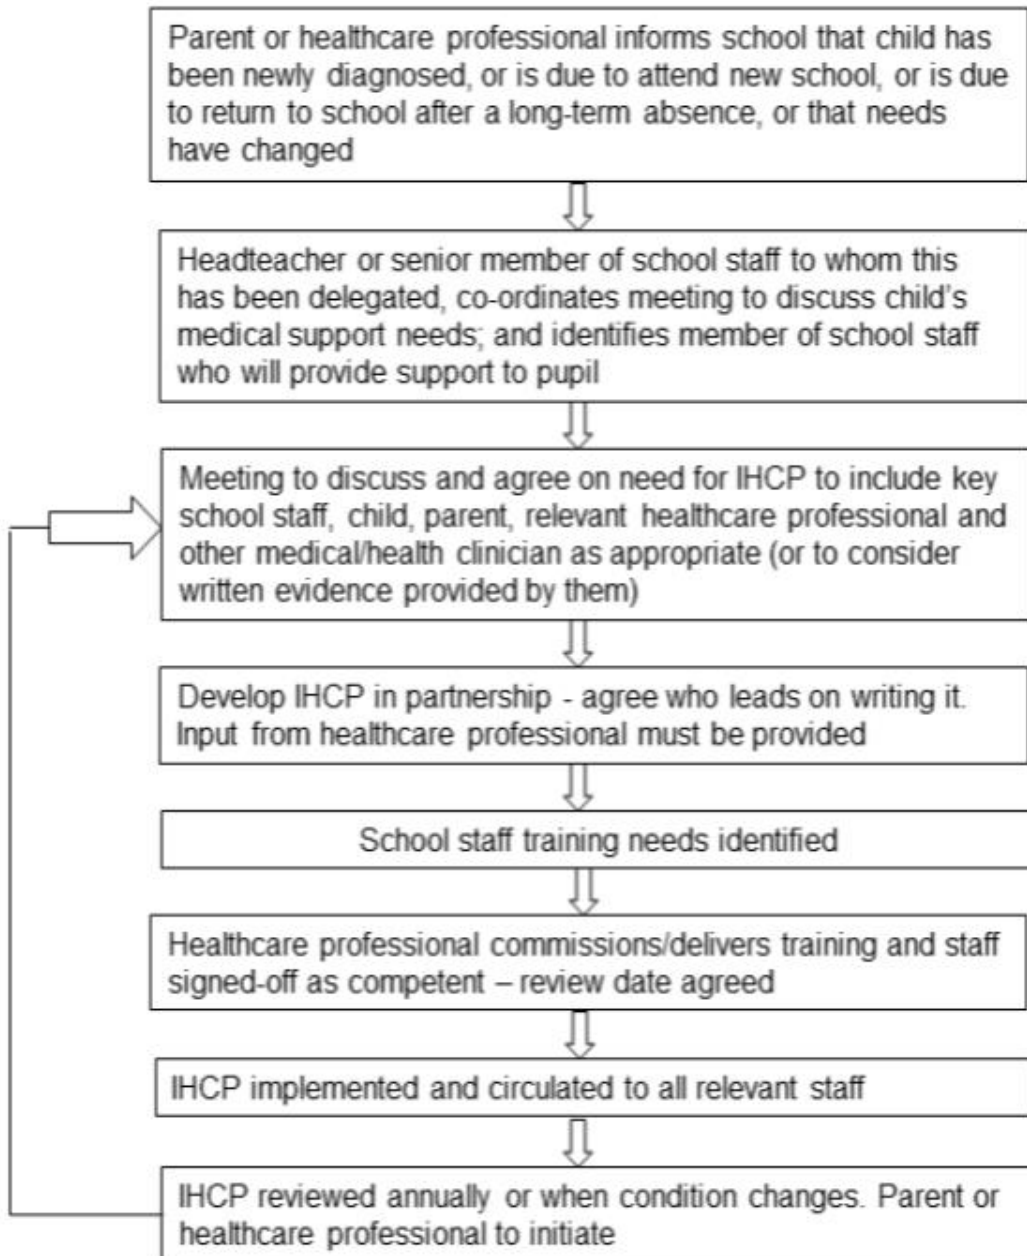 Parent or healthcare professional informs school that child has
been newly diagnosed, or is due to attend new school, or is due
to return to school after a long-term absence, or that needs
have changed
Headteacher or senior member of school staff to whom this
has been delegated, co-ordinates meeting to discuss child's
medical support needs; and identifies member of school staff
who will provide support to pupil
Meeting to discuss and agree on need for IHCP to include key
school staff, child, parent, relevant healthcare professional and
other medical/health clinician as appropriate (or to consider
written evidence provided by them)
Develop IHCP in partnership - agree who leads on writing it.
Input from healthcare professional must be provided
School staff training needs identified
Healthcare professional commissions/delivers training and staff
signed-off as competent – review date agreed
IHCP implemented and circulated to all relevant staff
IHCP reviewed annually or when condition changes. Parent or
healthcare professional to initiate